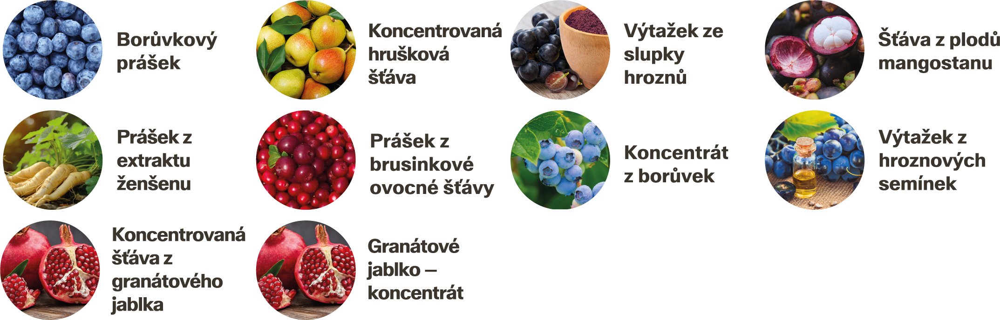 Borůvkový
prášek
Koncentrovaná
hrušková
šťáva
Výtažek ze
slupky
hroznů
Šťáva z plodů
mangostanu
Prášek z
extraktu
ženšenu
Prášek z
brusinkové
ovocné šťávy
Koncentrát
z borůvek
Výtažek z
hroznových
semínek
Koncentrovaná
šťáva z
granátového
jablka
Granátové
jablko –
koncentrát